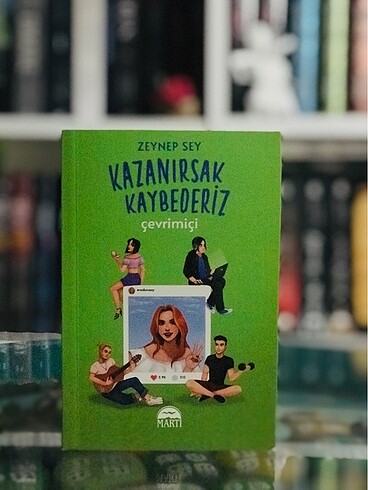 ZEYNEP SEY
KAZANIRSAK
KAYBEDERİZ
çevrimiçi
MARTI